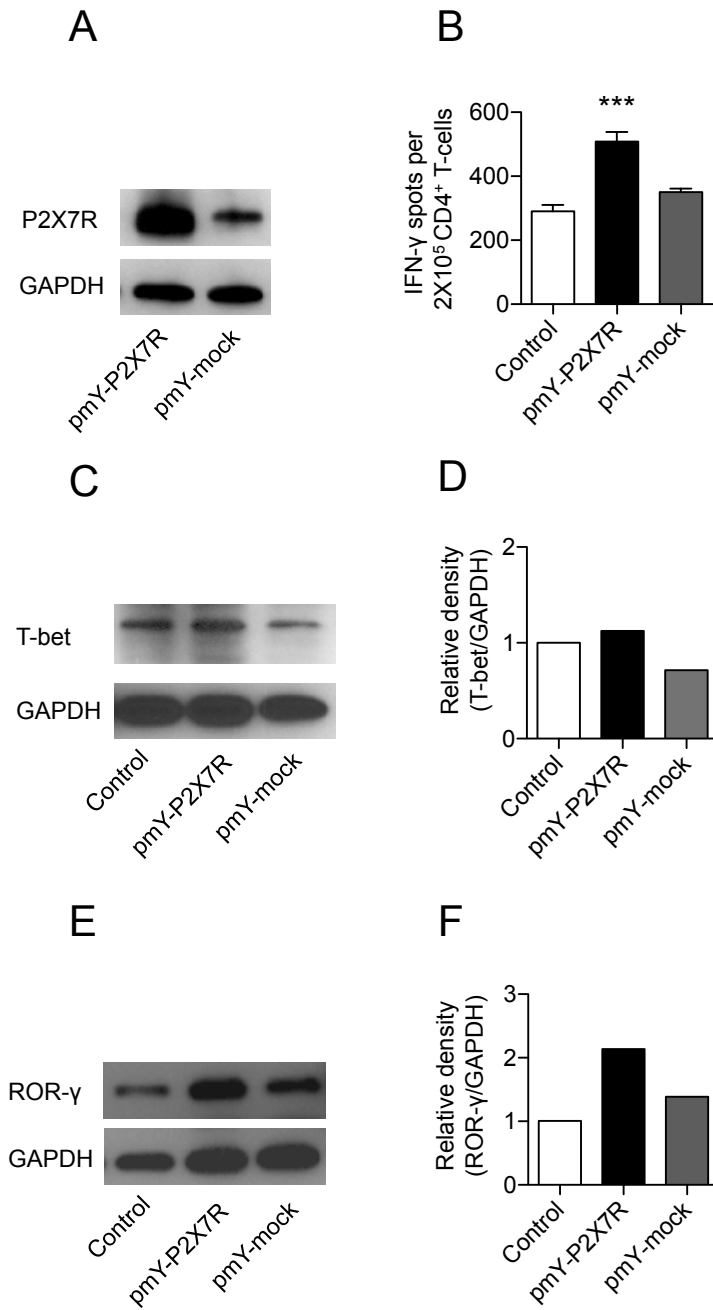 A
P2X7R
GAPDH
pmY-P2X7R
pmY-mock
B
IFN-γ spots per
2X10⁵ CD4⁺ T-cells
600
400
200
0
***
Control
pmY-P2X7R
pmY-mock
C
T-bet
GAPDH
Control
pmY-P2X7R
pmY-mock
D
Relative density
(T-bet/GAPDH)
2
1
0
Control
pmY-P2X7R
pmY-mock
E
ROR-γ
GAPDH
Control
pmY-P2X7R
pmY-mock
F
Relative density
(ROR-γ/GAPDH)
3
2
1
0
Control
pmY-P2X7R
pmY-mock